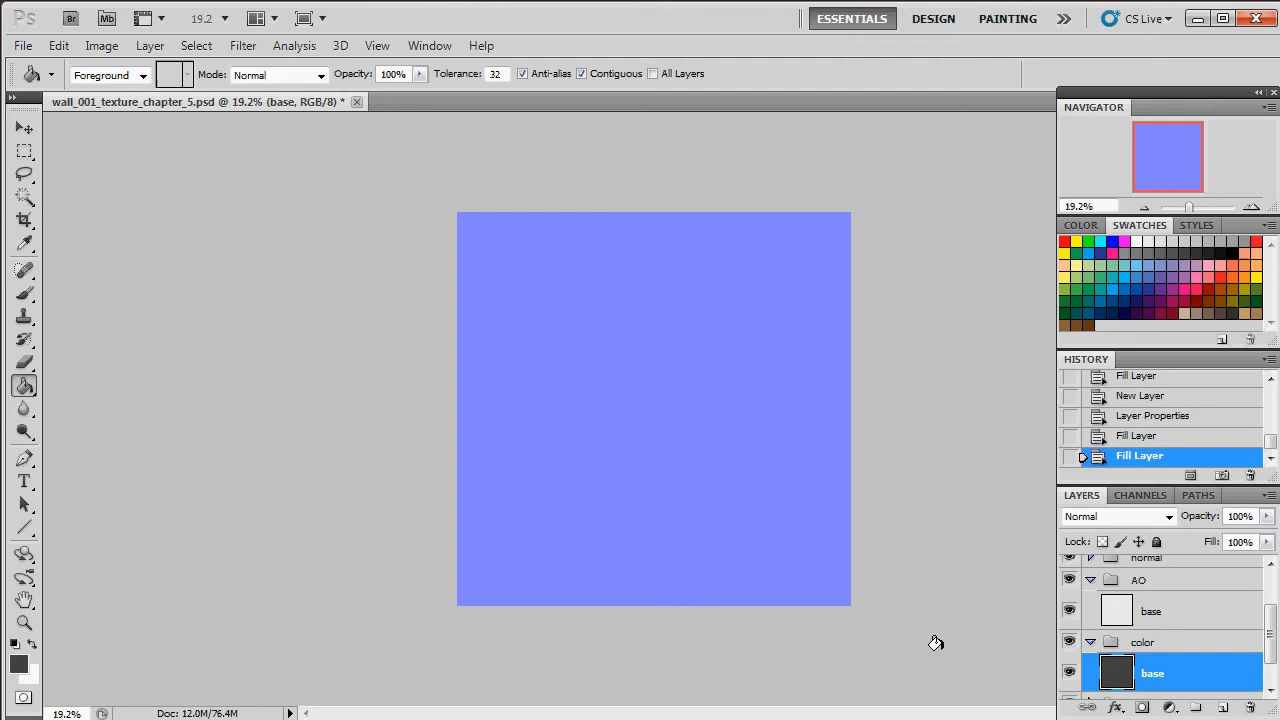 Ps Br Mb 19.2 ESSENTIALS DESIGN PAINTING CS Live
File Edit Image Layer Select Filter Analysis 3D View Window Help
Foreground Mode: Normal Opacity: 100% Tolerance: 32 Anti-alias Contiguous All Layers
wall_001_texture_chapter_5.psd @ 19.2% (base, RGB/8) *
NAVIGATOR
19.2%
COLOR SWATCHES STYLES
HISTORY
Fill Layer
New Layer
Layer Properties
Fill Layer
Fill Layer
LAYERS CHANNELS PATHS
Normal Opacity: 100%
Lock: Fill: 100%
normal
AO
base
color
base
19.2% Doc: 12.0M/76.4M